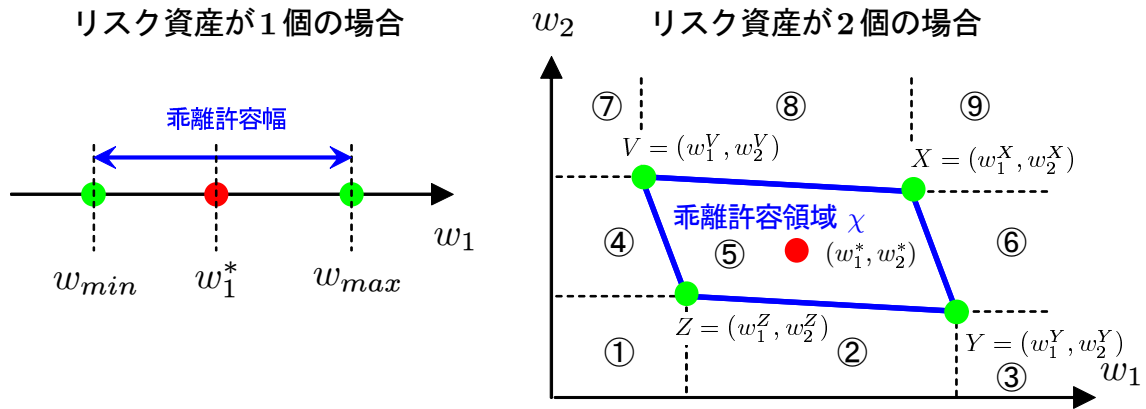 リスク資産が1個の場合
乖離許容幅
w_1
w_{min}
w_1^*
w_{max}
リスク資産が2個の場合
w_2
⑦
⑧
⑨
V = (w_1^V, w_2^V)
X = (w_1^X, w_2^X)
乖離許容領域 χ
④
⑤
(w_1^*, w_2^*)
⑥
Z = (w_1^Z, w_2^Z)
Y = (w_1^Y, w_2^Y)
①
②
③
w_1